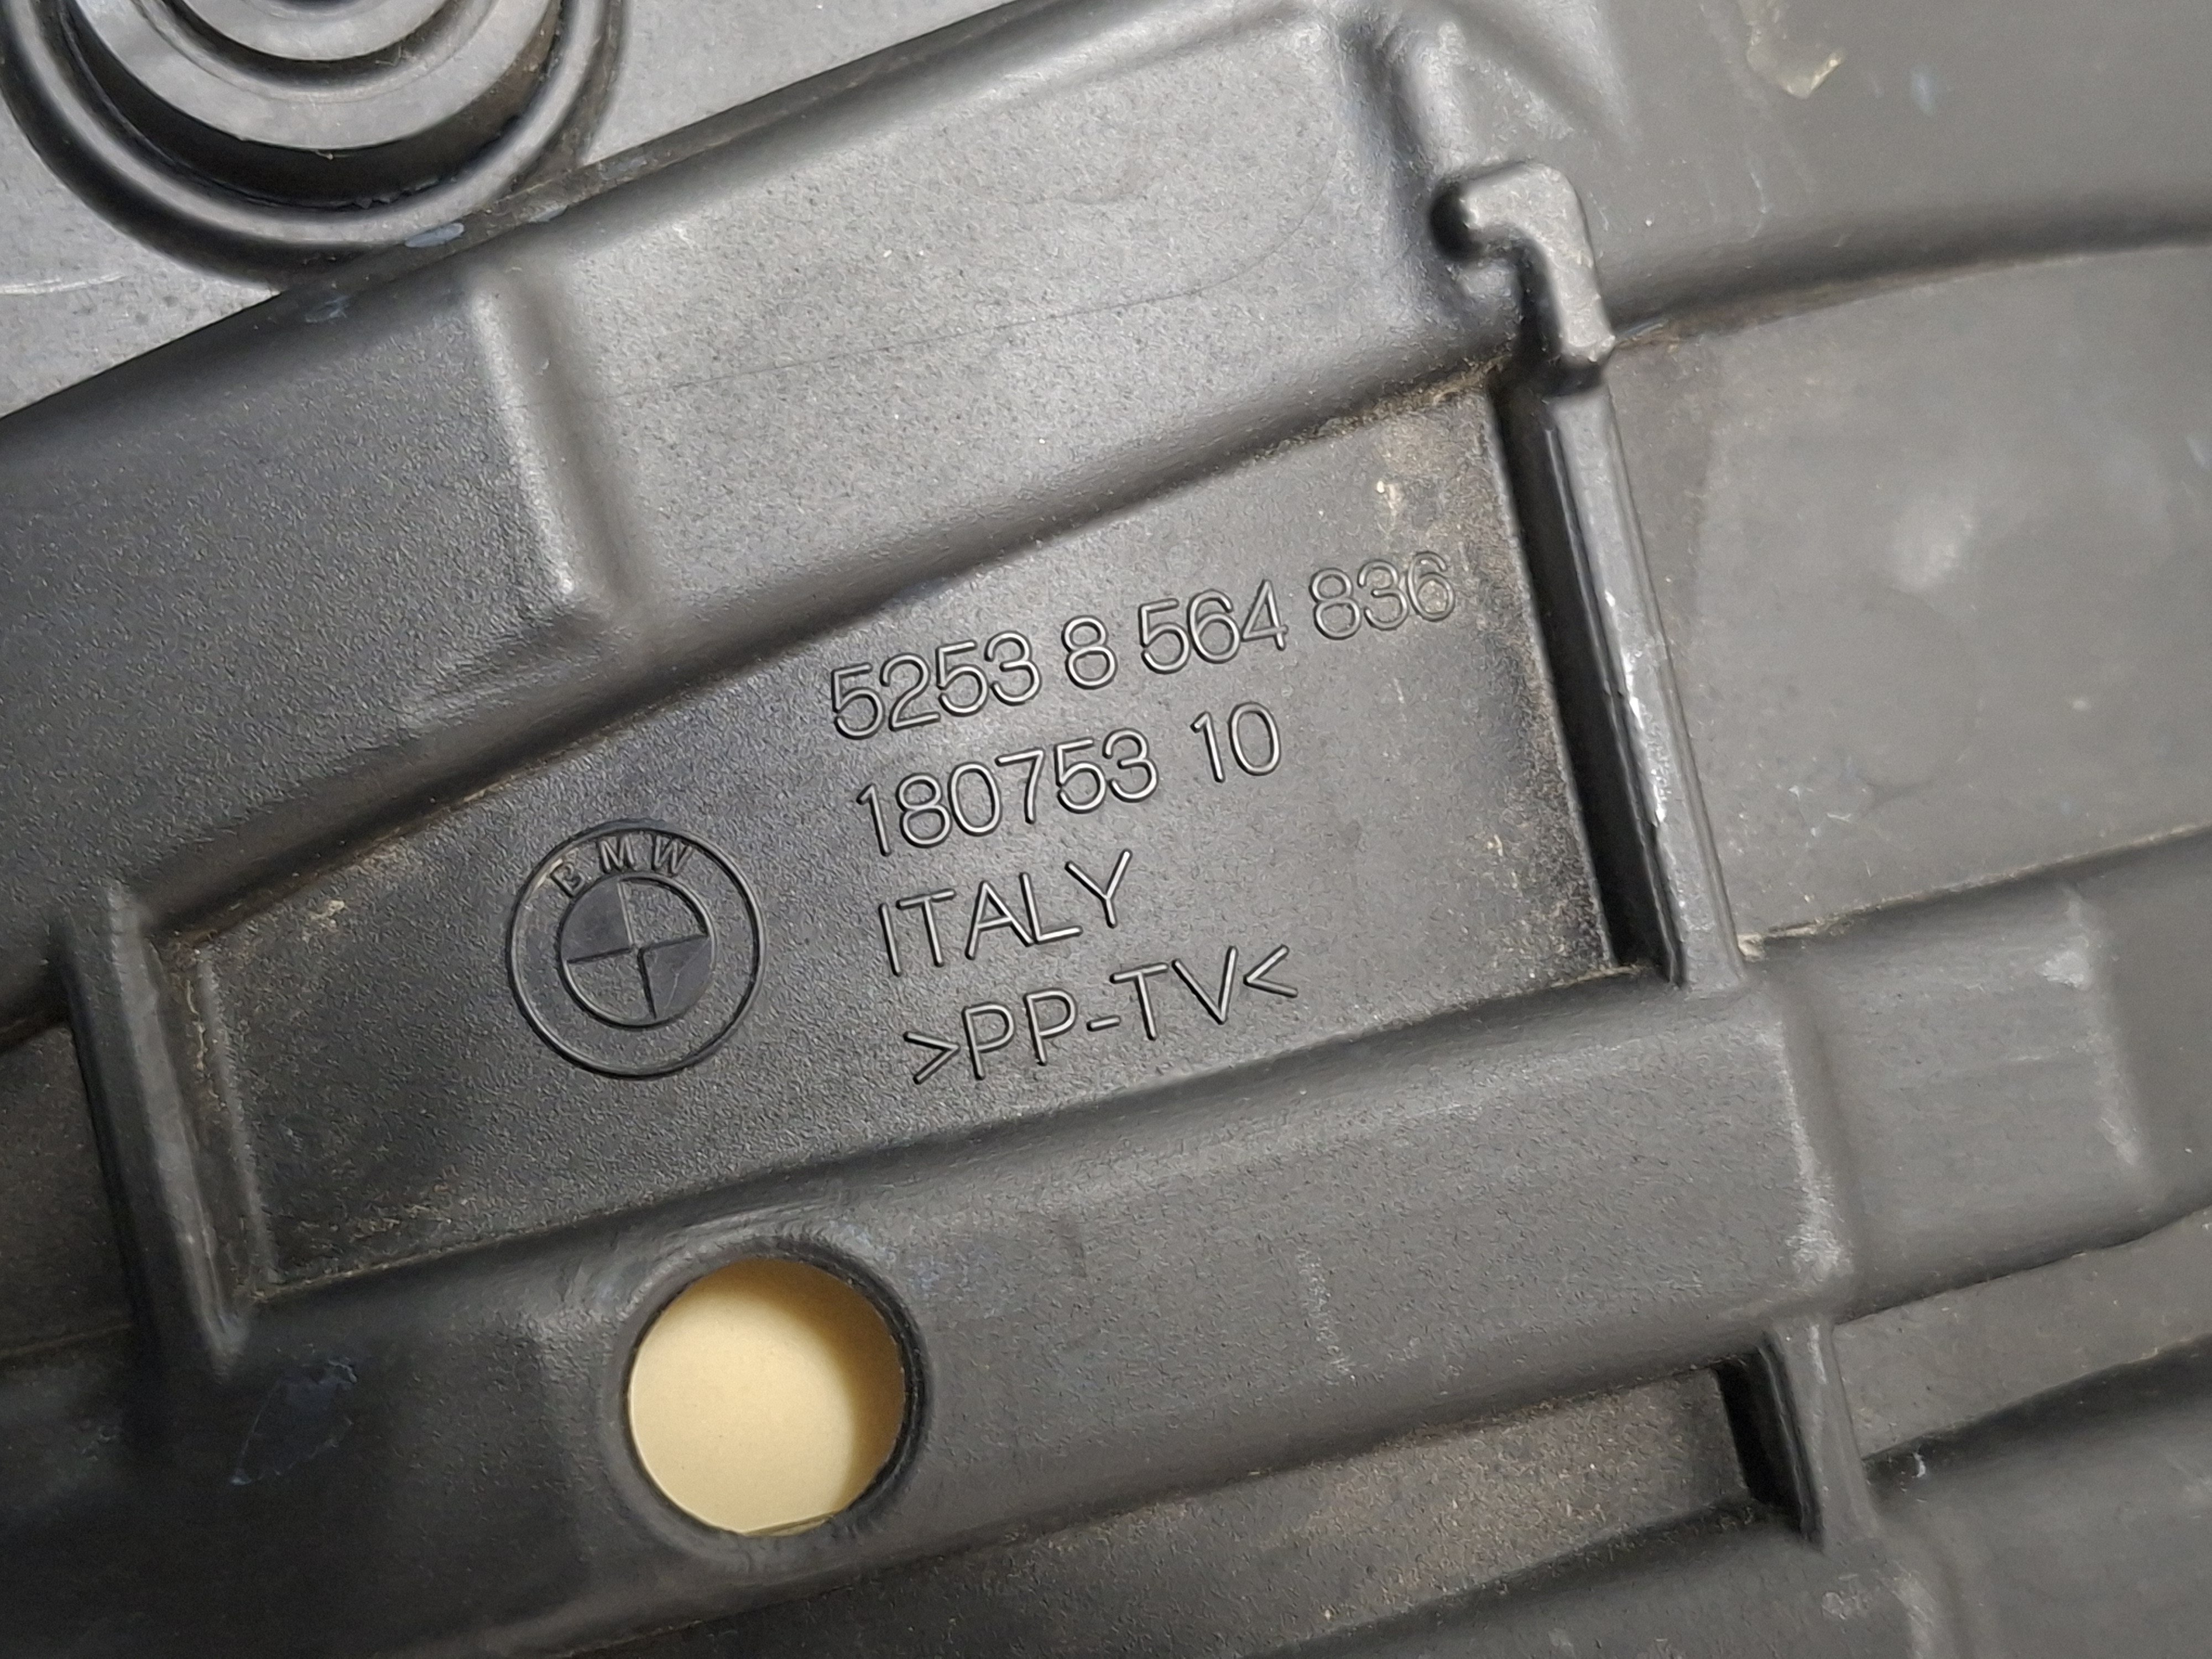 5253 8 564 836
180753 10
ITALY
>PP-TV<
BMW